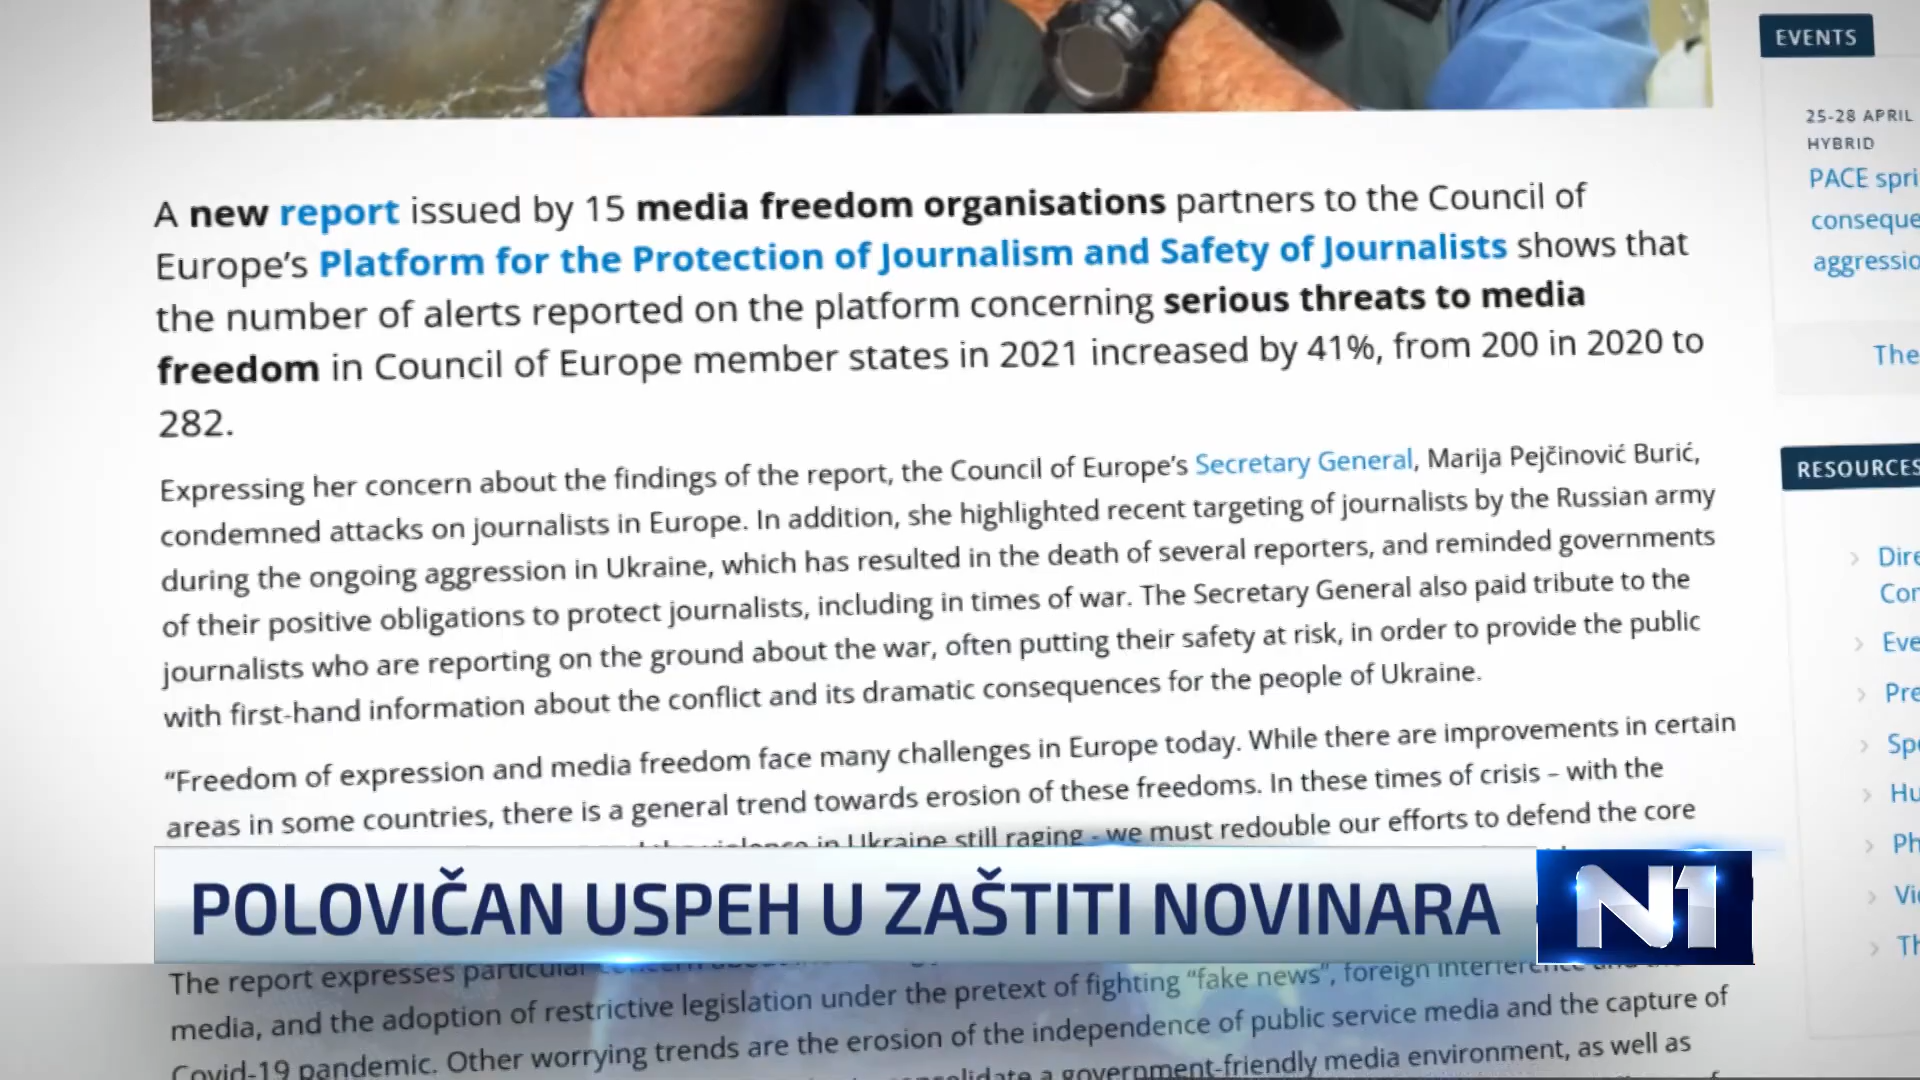 A new report issued by 15 media freedom organisations partners to the Council of
Europe’s Platform for the Protection of Journalism and Safety of Journalists shows that
the number of alerts reported on the platform concerning serious threats to media
freedom in Council of Europe member states in 2021 increased by 41%, from 200 in 2020 to
282.
Expressing her concern about the findings of the report, the Council of Europe’s Secretary General, Marija Pejčinović Burić,
condemned attacks on journalists in Europe. In addition, she highlighted recent targeting of journalists by the Russian army
during the ongoing aggression in Ukraine, which has resulted in the death of several reporters, and reminded governments
of their positive obligations to protect journalists, including in times of war. The Secretary General also paid tribute to the
journalists who are reporting on the ground about the war, often putting their safety at risk, in order to provide the public
with first-hand information about the conflict and its dramatic consequences for the people of Ukraine.
“Freedom of expression and media freedom face many challenges in Europe today. While there are improvements in certain
areas in some countries, there is a general trend towards erosion of these freedoms. In these times of crisis – with the
in Ukraine still raging - we must redouble our efforts to defend the core
POLOVIČAN USPEH U ZAŠTITI NOVINARA
N1
The report expresses particular
“fake news”, foreign
media, and the adoption of restrictive legislation under the pretext of fighting
Covid-19 pandemic. Other worrying trends are the erosion of the independence of public service media and the capture of
a government-friendly media environment, as well as
EVENTS
25-28 APRIL
HYBRID
PACE spri
conseque
aggressio
The
RESOURCES
Dire
Con
Eve
Pre
Spe
Hu
Ph
Vi
Th